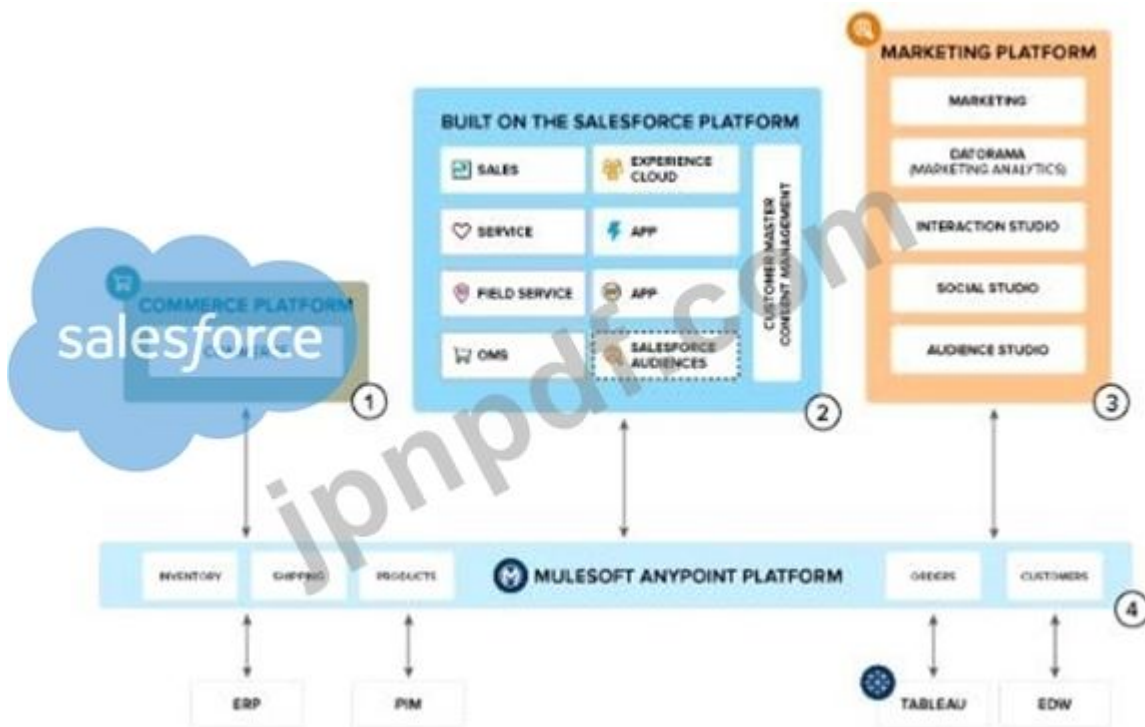 MARKETING PLATFORM
MARKETING
DATORAMA
(MARKETING ANALYTICS)
INTERACTION STUDIO
SOCIAL STUDIO
AUDIENCE STUDIO
3
BUILT ON THE SALESFORCE PLATFORM
SALES
EXPERIENCE
CLOUD
SERVICE
APP
FIELD SERVICE
APP
OMS
SALESFORCE
AUDIENCES
CUSTOMER MASTER
2
COMMERCE PLATFORM
salesforce
1
jpnpdf.com
INVENTORY
SHIPPING
PRODUCTS
MULESOFT ANYPOINT PLATFORM
ORDERS
CUSTOMERS
4
ERP
PIM
TABLEAU
EDW